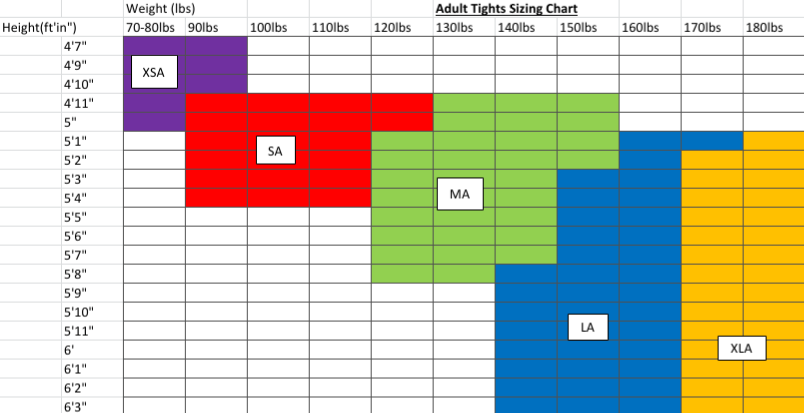 Weight (lbs) Adult Tights Sizing Chart
Height(ft'in") 70-80lbs 90lbs 100lbs 110lbs 120lbs 130lbs 140lbs 150lbs 160lbs 170lbs 180lbs
4'7"
4'9"
XSA
4'10"
4'11"
5"
5'1"
SA
5'2"
5'3"
MA
5'4"
5'5"
5'6"
5'7"
5'8"
5'9"
5'10"
5'11"
LA
6'
XLA
6'1"
6'2"
6'3"